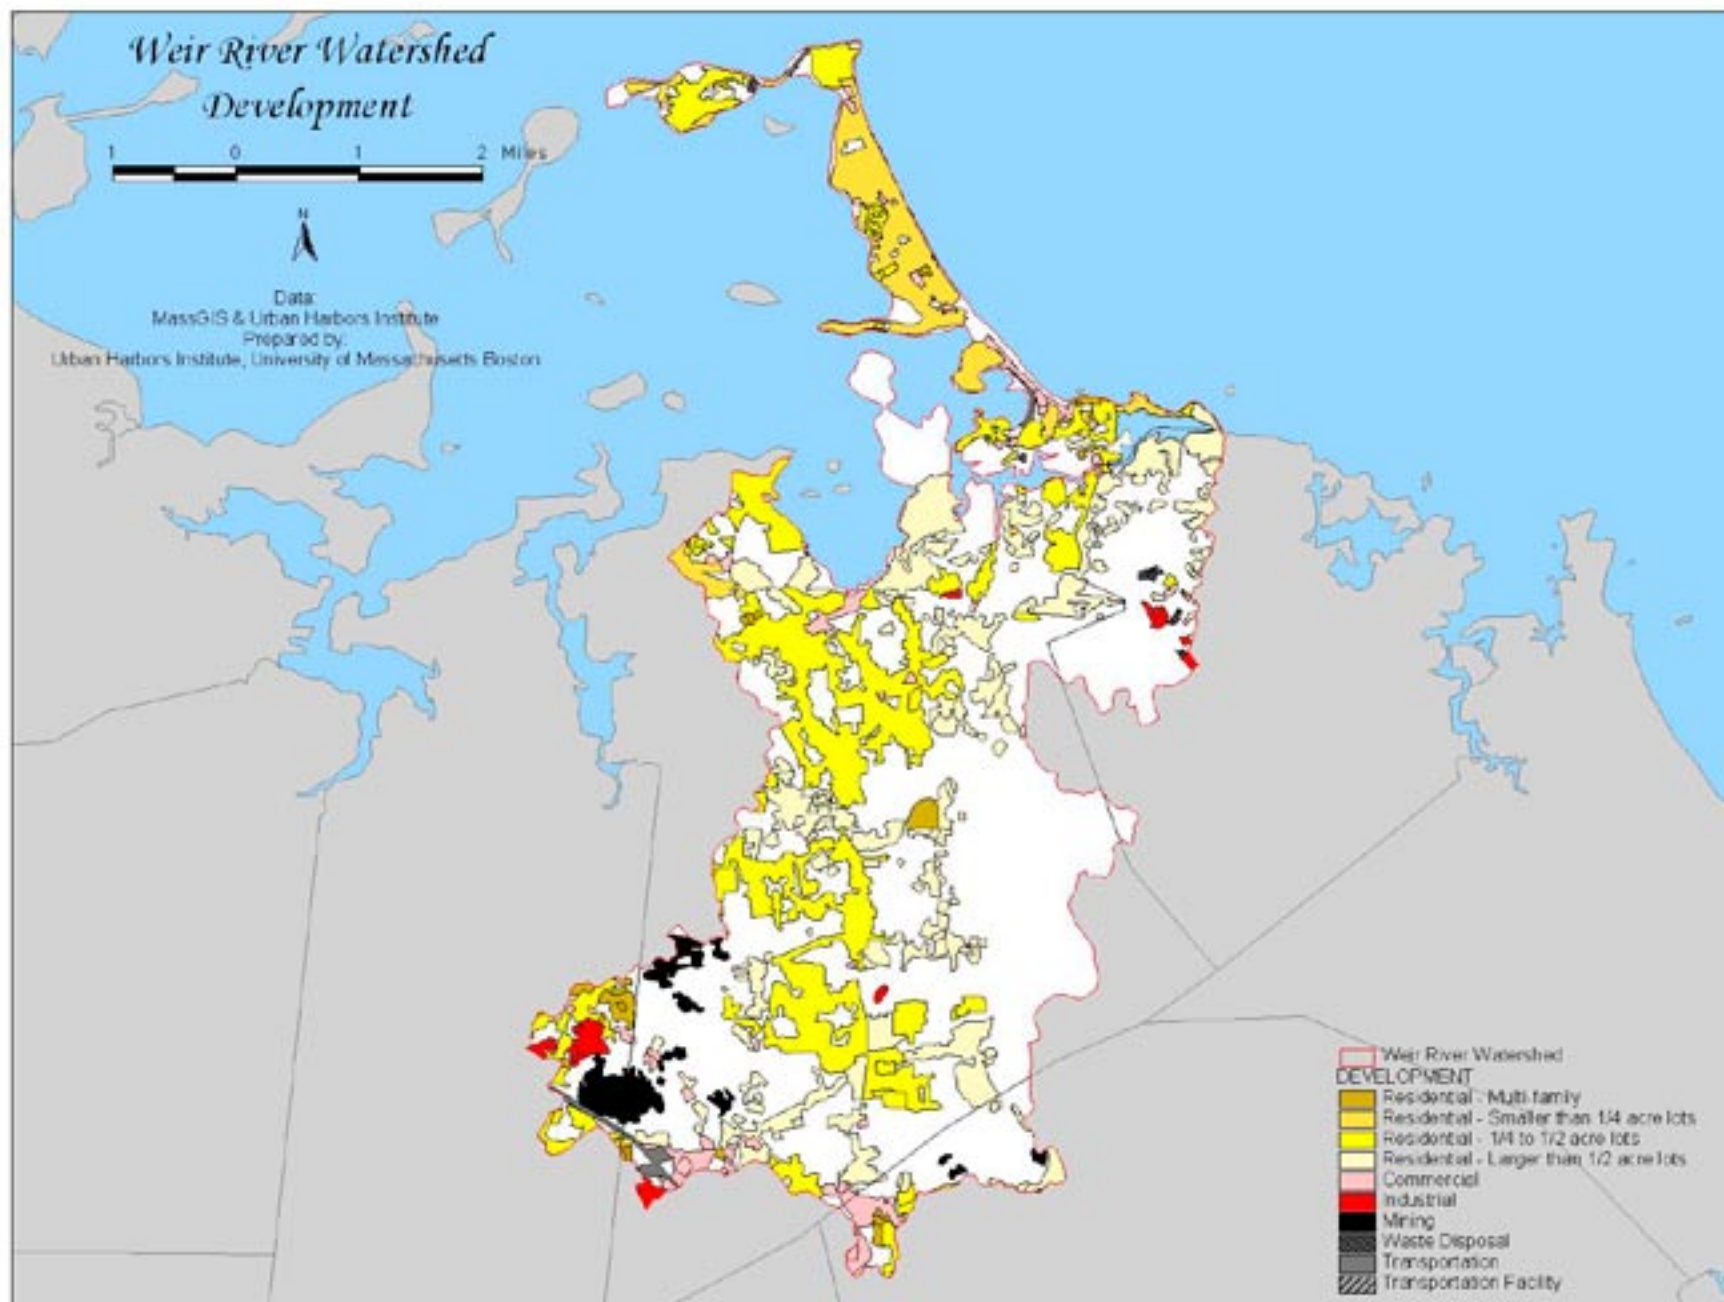 Weir River Watershed
Development
1 0 1 2 Miles
N
Data:
MassGIS & Urban Harbors Institute
Prepared by:
Urban Harbors Institute, University of Massachusetts Boston
Weir River Watershed
DEVELOPMENT
Residential - Multi-family
Residential - Smaller than 1/4 acre lots
Residential - 1/4 to 1/2 acre lots
Residential - Larger than 1/2 acre lots
Commercial
Industrial
Mining
Waste Disposal
Transportation
Transportation Facility